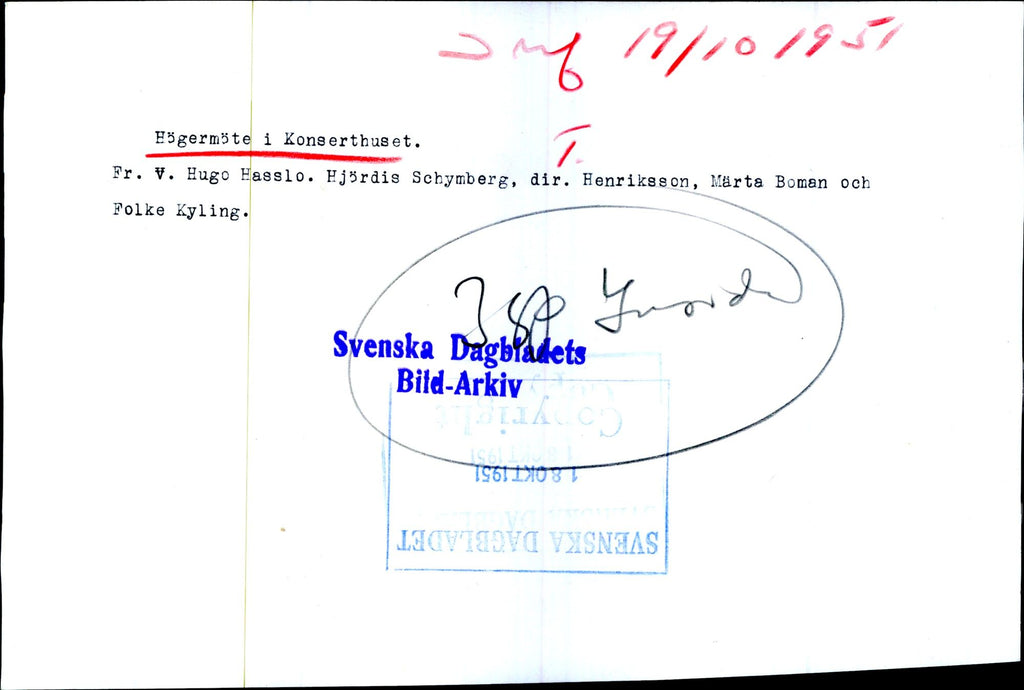 19/10 1951
Högermöte i Konserthuset.
Fr. V. Hugo Hasslo. Hjördis Schymberg, dir. Henriksson, Märta Boman och
Folke Kyling.
Svenska Dagbladets
Bild-Arkiv
Copyright
18 OKT 1951
SVENSKA DAGBLADET